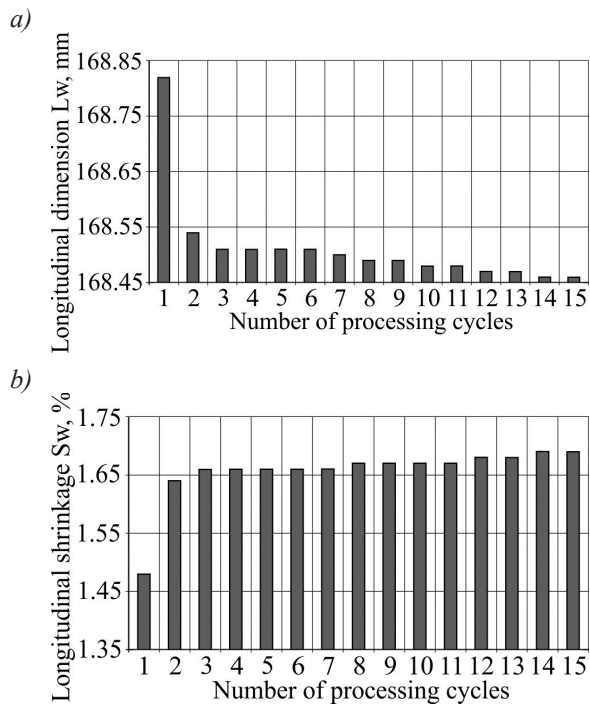 a)
Longitudinal dimension Lw, mm
168.85
168.75
168.65
168.55
168.45
1 2 3 4 5 6 7 8 9 10 11 12 13 14 15
Number of processing cycles
b)
Longitudinal shrinkage Sw, %
1.75
1.65
1.55
1.45
1.35
1 2 3 4 5 6 7 8 9 10 11 12 13 14 15
Number of processing cycles